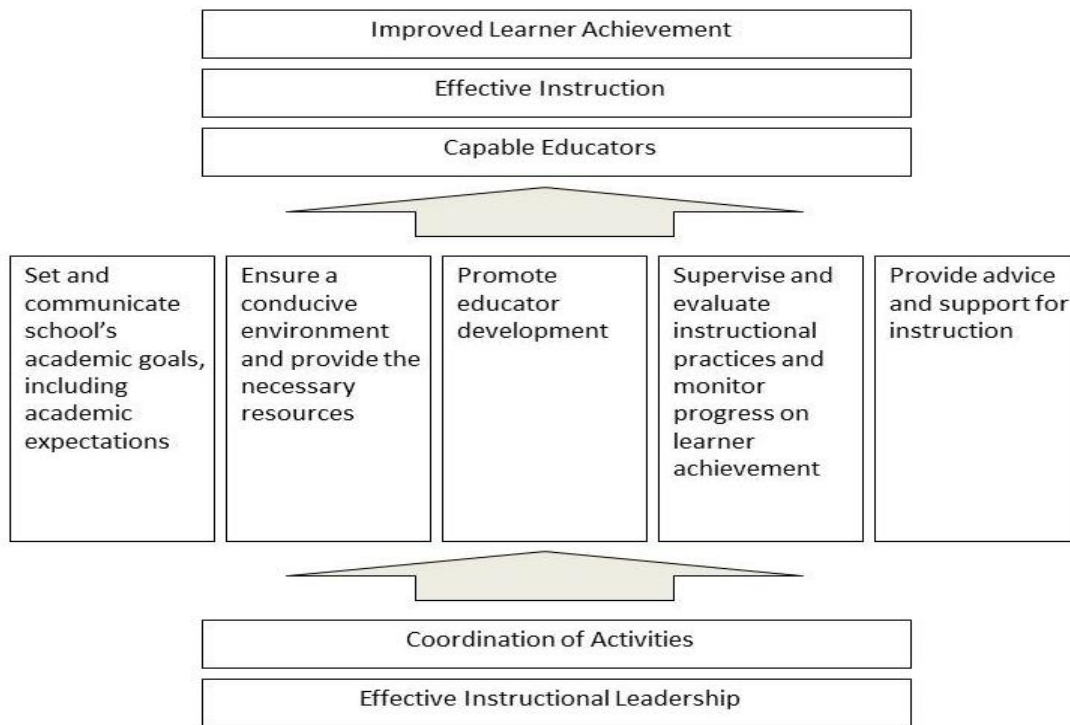 Improved Learner Achievement
Effective Instruction
Capable Educators
Set and
communicate
school's
academic goals,
including
academic
expectations
Ensure a
conducive
environment
and provide the
necessary
resources
Promote
educator
development
Supervise and
evaluate
instructional
practices and
monitor
progress on
learner
achievement
Provide advice
and support for
instruction
Coordination of Activities
Effective Instructional Leadership